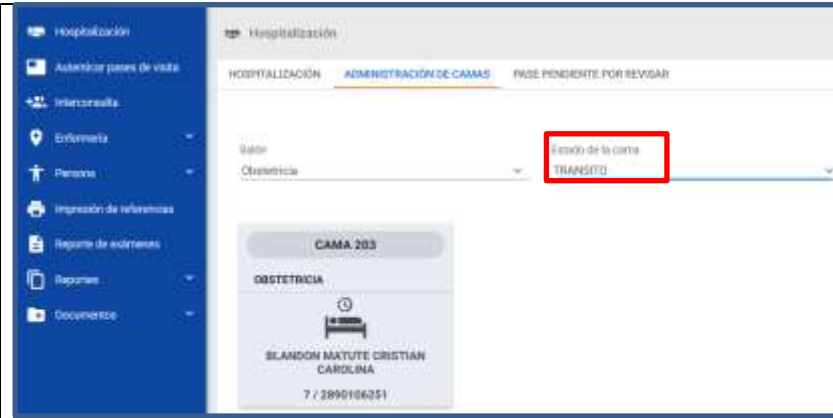 Hospitalización
Autenticar pases de visita
Interconsulta
Enfermería
Persona
Impresión de referencias
Reporte de exámenes
Reportes
Documentos
Hospitalización
HOSPITALIZACIÓN ADMINISTRACIÓN DE CAMAS PASE PENDIENTE POR REVISAR
Salón
Obstetricia
Estado de la cama
TRANSITO
CAMA 203
OBSTETRICIA
BLANDON MATUTE CRISTIAN
CAROLINA
7 / 2890106251